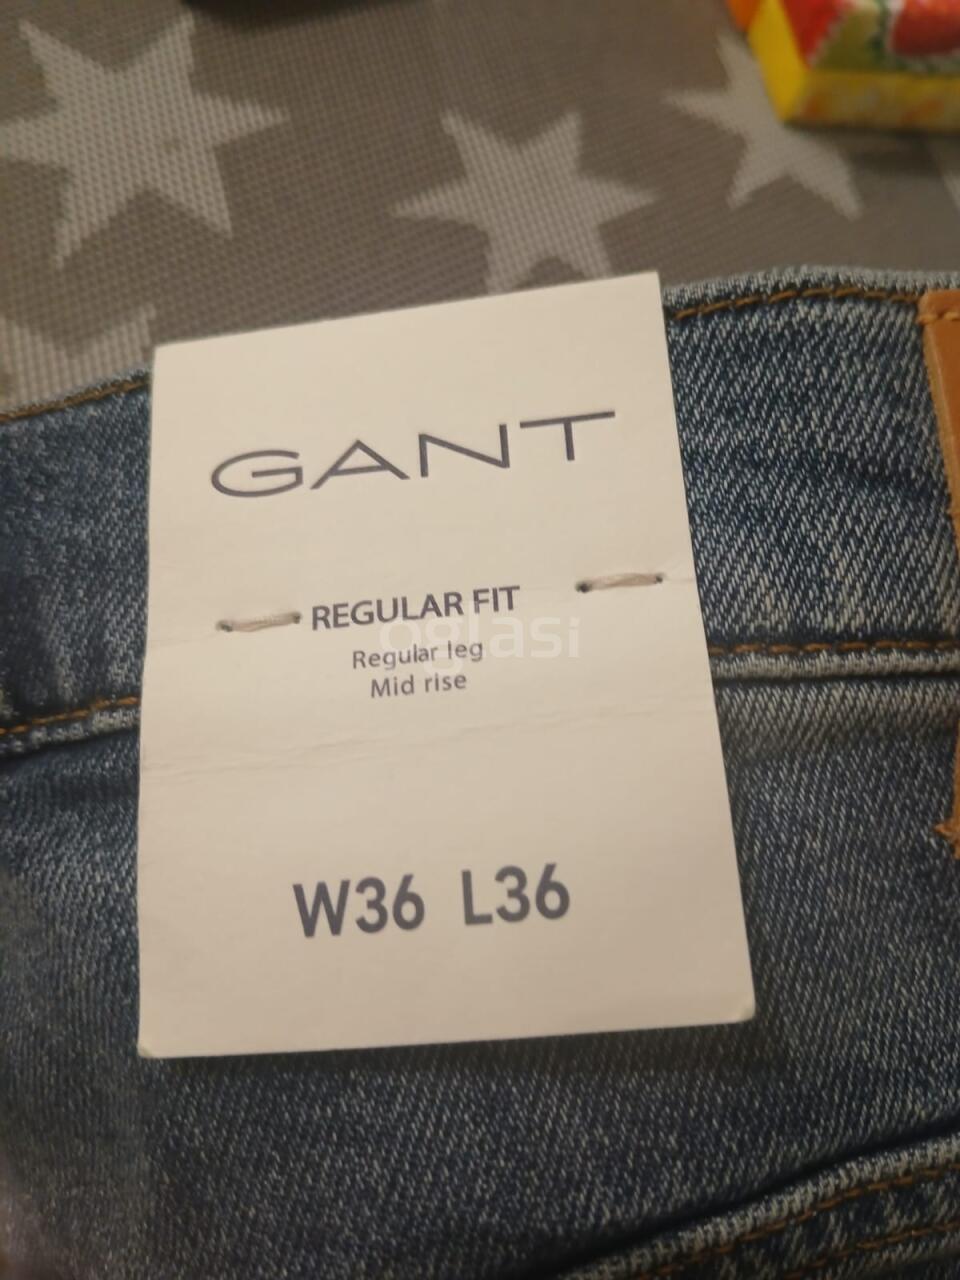 GANT
REGULAR FIT
oglasi
Regular leg
Mid rise
W36 L36